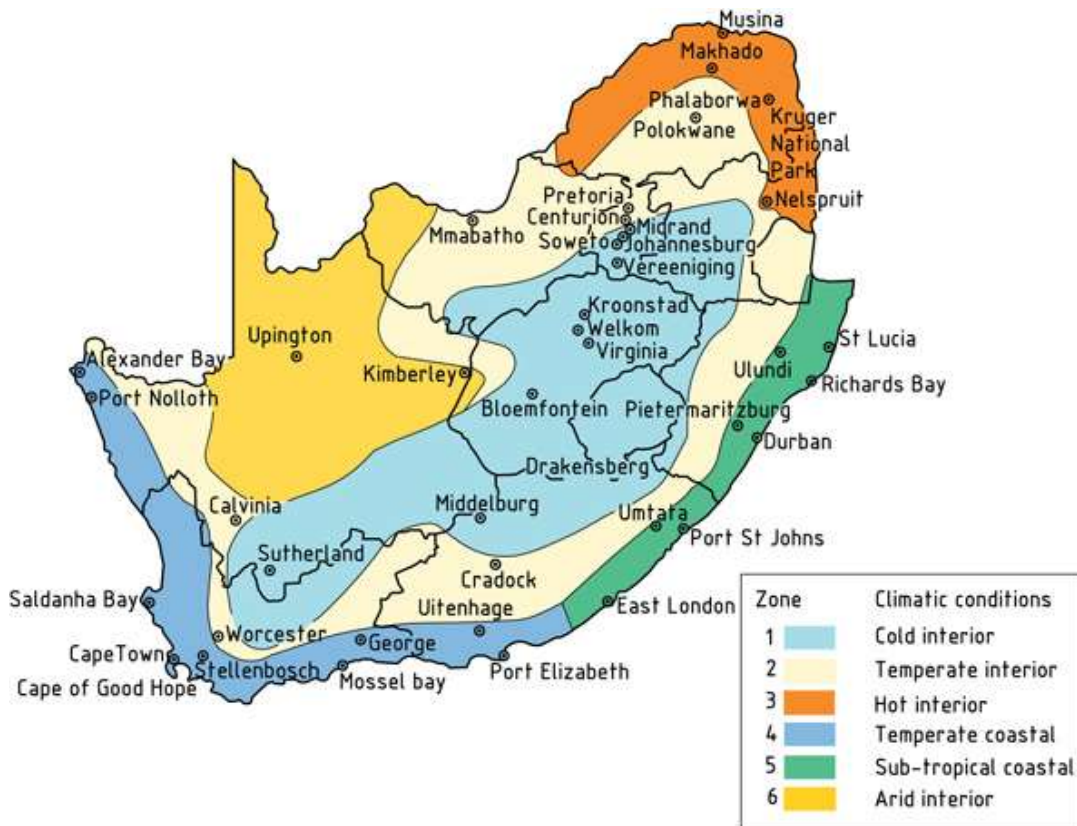 Musina
Makhado
Phalaborwa
Polokwane
Kruger
National
Park
Pretoria
Nelspruit
Centurion
Midrand
Mmabatho
Soweto
Johannesburg
Vereeniging
Kroonstad
Welkom
Virginia
Upington
St Lucia
Alexander Bay
Ulundi
Kimberley
Richards Bay
Port Nolloth
Bloemfontein
Pietermaritzburg
Durban
Drakensberg
Calvinia
Middelburg
Umtata
Port St Johns
Sutherland
Cradock
Saldanha Bay
Uitenhage
East London
Worcester
George
CapeTown
Stellenbosch
Port Elizabeth
Mossel bay
Cape of Good Hope
Zone Climatic conditions
1 Cold interior
2 Temperate interior
3 Hot interior
4 Temperate coastal
5 Sub-tropical coastal
6 Arid interior